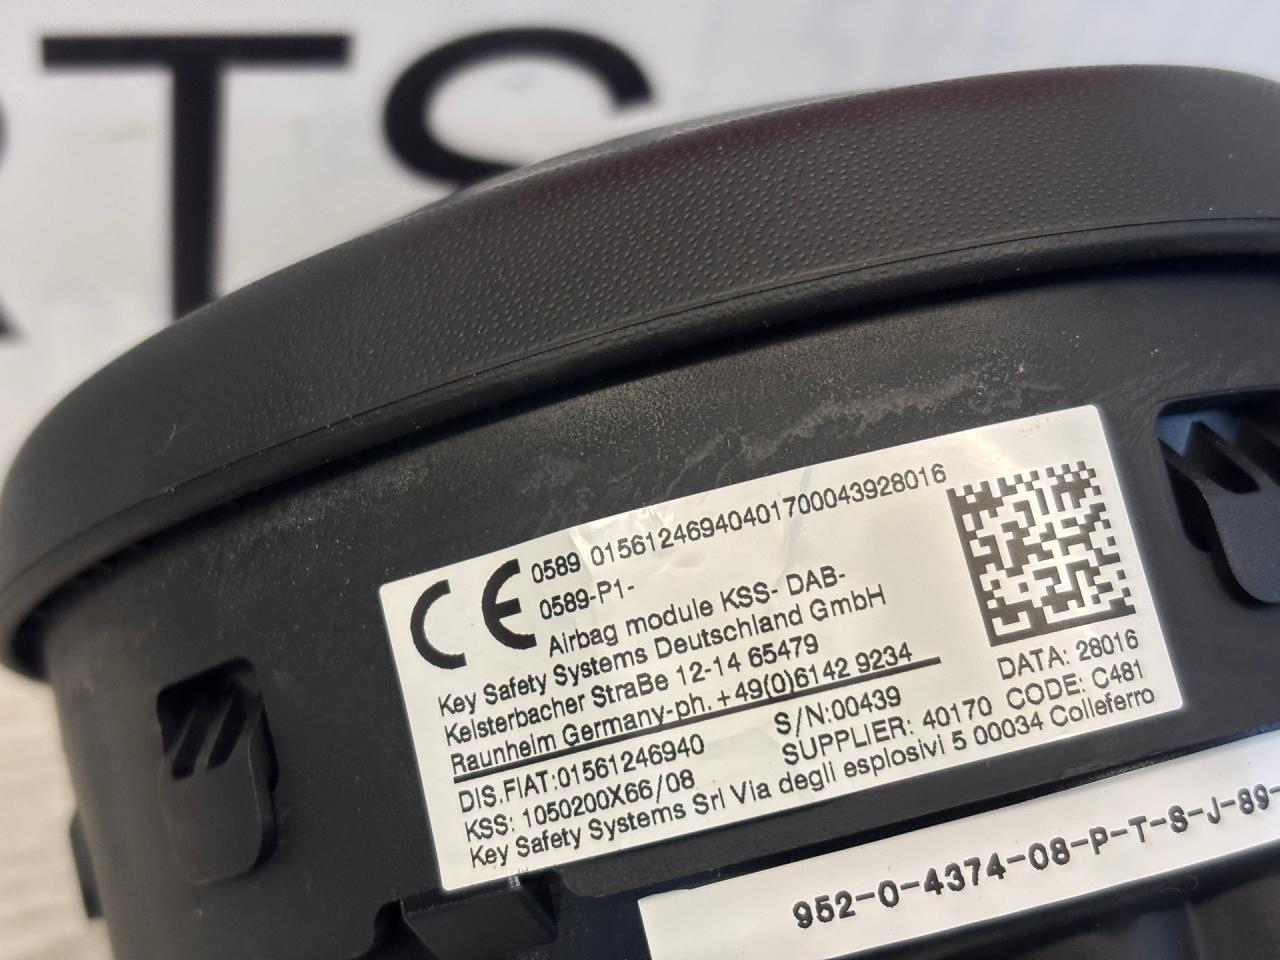 RTS
CE 0589 01561246940401700043928016
0589-P1-
Airbag module KSS- DAB-
Key Safety Systems Deutschland GmbH
Kelsterbacher StraBe 12-14 65479
Raunheim Germany-ph. +49(0)6142 9234
DIS.FIAT:01561246940 S/N:00439 DATA: 28016
KSS: 1050200X66/08 SUPPLIER: 40170 CODE: C481
Key Safety Systems Srl Via degli esplosivi 5 00034 Colleferro
952-0-4374-08-P-T-S-J-89-